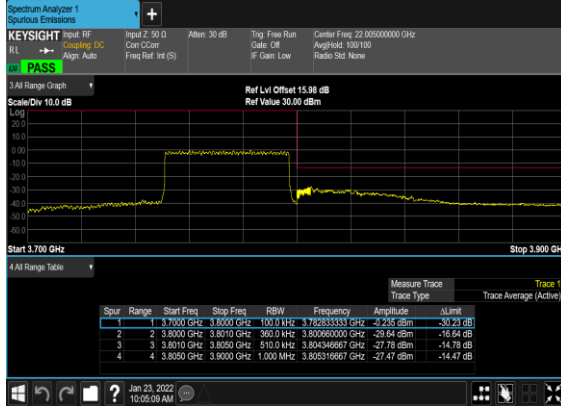 Spectrum Analyzer 1
Spurious Emissions
+
KEYSIGHT Input: RF Input Z: 50 Ω Atten: 30 dB Trig: Free Run Center Freq: 22.005000000 GHz
RL Coupling: DC Corr CCorr Gate: Off Avg|Hold: 100/100
Align: Auto Freq Ref: Int (S) IF Gain: Low Radio Std: None
PASS
3 All Range Graph Ref Lvl Offset 15.98 dB
Scale/Div 10.0 dB Ref Value 30.00 dBm
Log
20.0
10.0
0.00
-10.0
-20.0
-30.0
-40.0
-50.0
-60.0
Start 3.700 GHz Stop 3.900 GH
4 All Range Table
Measure Trace Trace 1
Trace Type Trace Average (Active)
Spur Range Start Freq Stop Freq RBW Frequency Amplitude ΔLimit
1 1 3.7000 GHz 3.8000 GHz 100.0 kHz 3.782833333 GHz -0.235 dBm -30.23 dB
2 2 3.8000 GHz 3.8010 GHz 360.0 kHz 3.800660000 GHz -29.64 dBm -16.64 dB
3 3 3.8010 GHz 3.8050 GHz 510.0 kHz 3.804346667 GHz -27.78 dBm -14.78 dB
4 4 3.8050 GHz 3.9000 GHz 1.000 MHz 3.805316667 GHz -27.47 dBm -14.47 dB
? Jan 23, 2022
10:05:09 AM